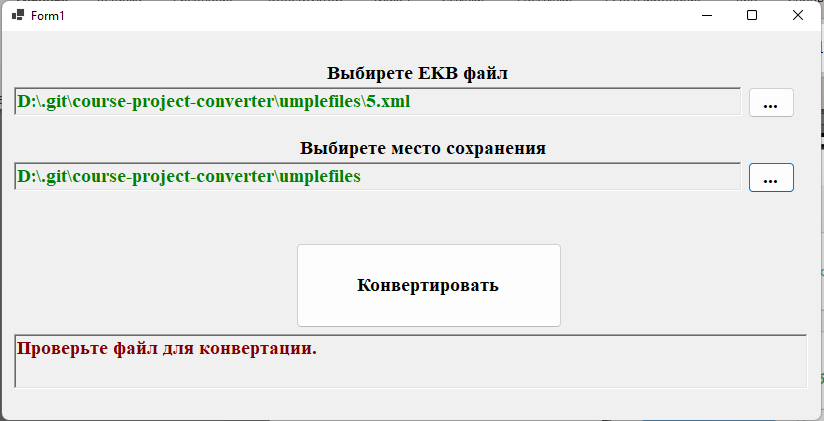 Form1
Выбирете EKB файл
D:\.git\course-project-converter\umplefiles\5.xml
...
Выбирете место сохранения
D:\.git\course-project-converter\umplefiles
...
Конвертировать
Проверьте файл для конвертации.